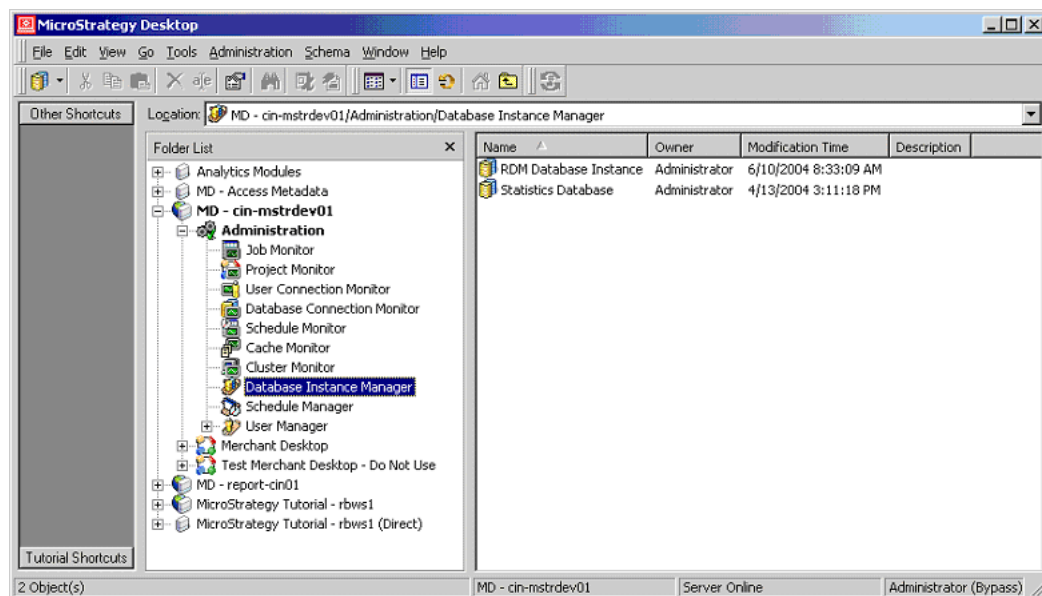 MicroStrategy Desktop
File Edit View Go Tools Administration Schema Window Help
Other Shortcuts
Location: MD - cin-mstrdev01/Administration/Database Instance Manager
Folder List
Analytics Modules
MD - Access Metadata
MD - cin-mstrdev01
Administration
Job Monitor
Project Monitor
User Connection Monitor
Database Connection Monitor
Schedule Monitor
Cache Monitor
Cluster Monitor
Database Instance Manager
Schedule Manager
User Manager
Merchant Desktop
Test Merchant Desktop - Do Not Use
MD - report-cin01
MicroStrategy Tutorial - rbws1
MicroStrategy Tutorial - rbws1 (Direct)
Tutorial Shortcuts
Name Owner Modification Time Description
RDM Database Instance Administrator 6/10/2004 8:33:09 AM
Statistics Database Administrator 4/13/2004 3:11:18 PM
2 Object(s) MD - cin-mstrdev01 Server Online Administrator (Bypass)